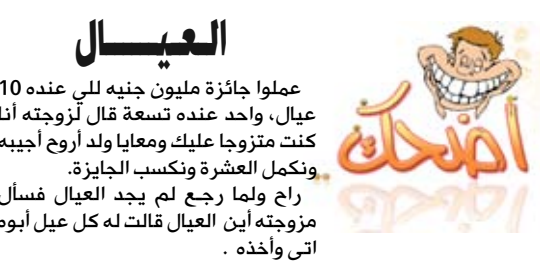 العيال
عملوا جائزة مليون جنيه للي عنده 10
عيال، واحد عنده تسعة قال لزوجته أنا
كنت متزوجا عليك ومعايا ولد أروح أجيبه
ونكمل العشرة ونكسب الجايزة.
راح ولما رجع لم يجد العيال فسأل
مزوجته أين العيال قالت له كل عيل أبوه
اتى وأخذه .
أضحك ..